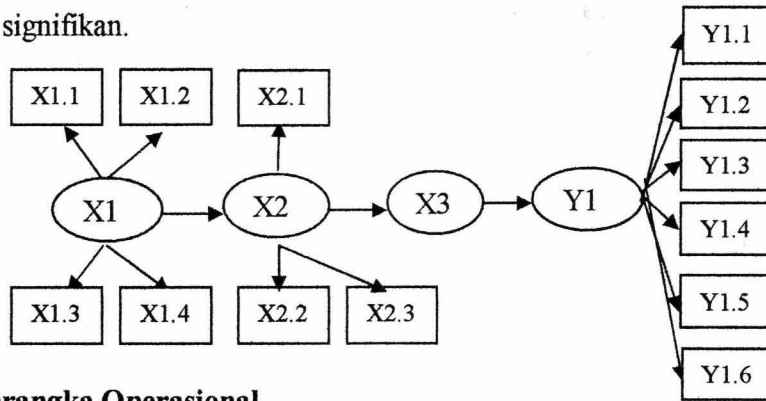 signifikan.
X1.1 X1.2 X2.1
X1 X2 X3 Y1
X1.3 X1.4 X2.2 X2.3
Y1.1
Y1.2
Y1.3
Y1.4
Y1.5
Y1.6
Operasional